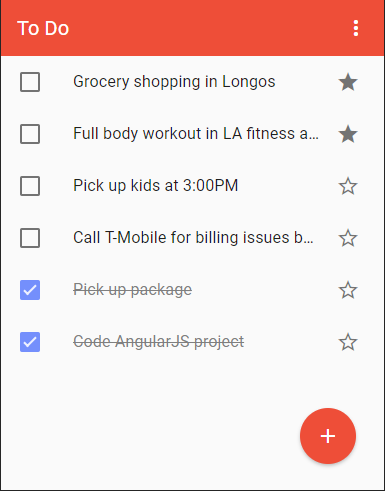 To Do
Grocery shopping in Longos
Full body workout in LA fitness a...
Pick up kids at 3:00PM
Call T-Mobile for billing issues b...
Pick up package
Code AngularJS project